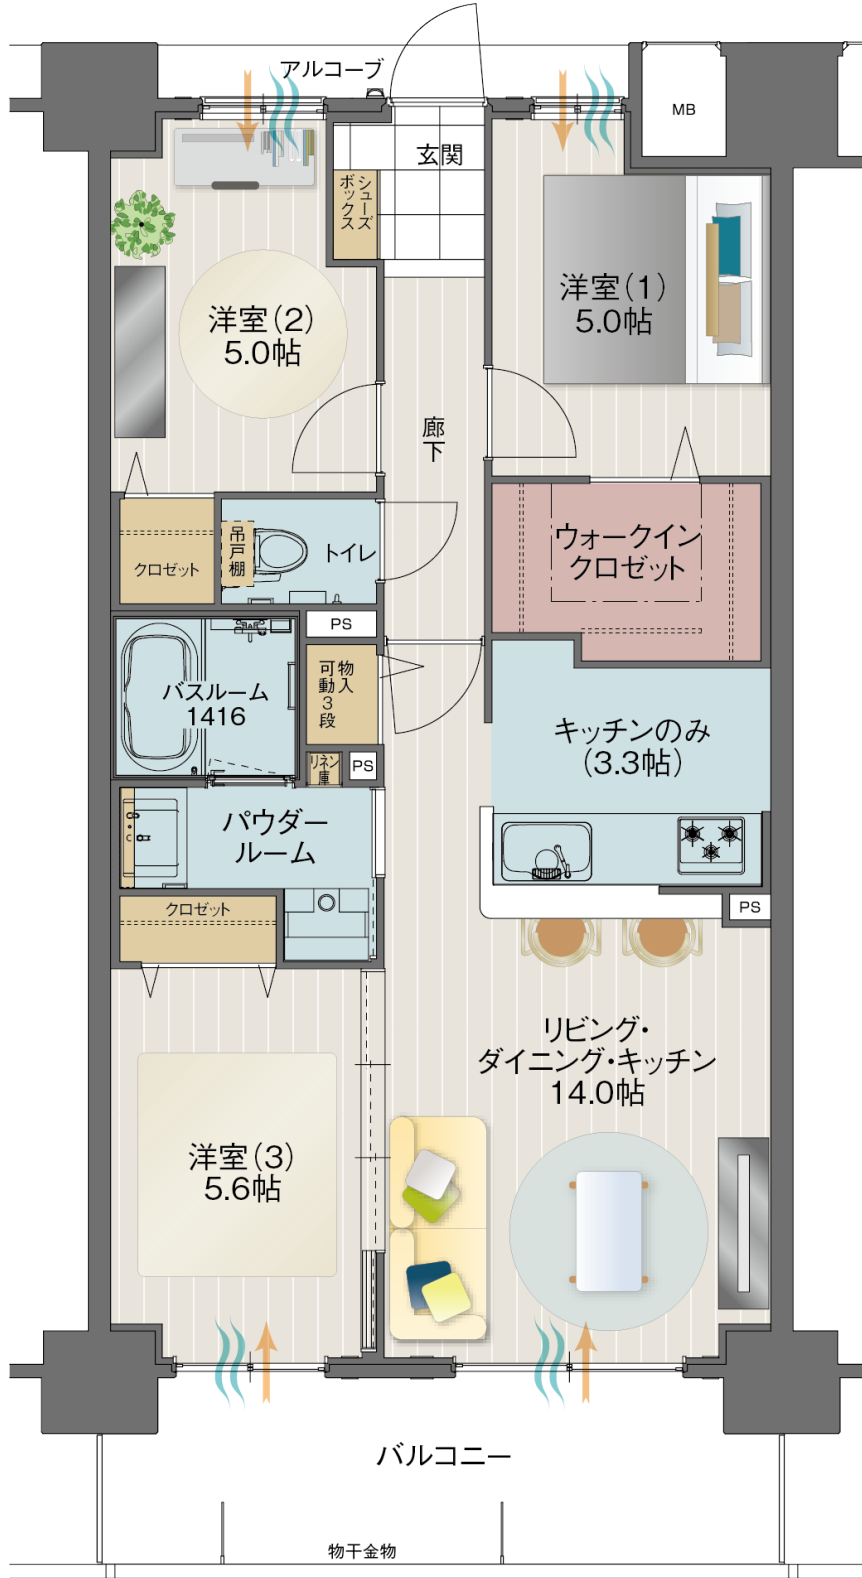 アルコーブ
MB
玄関
シューズ
ボックス
洋室(1)
5.0帖
洋室(2)
5.0帖
廊下
ウォークイン
クロゼット
吊戸棚
トイレ
クロゼット
PS
バスルーム
1416
物入
可動3段
キッチンのみ
(3.3帖)
リネン
庫
PS
パウダー
ルーム
クロゼット
PS
リビング・
ダイニング・キッチン
14.0帖
洋室(3)
5.6帖
バルコニー
物干金物